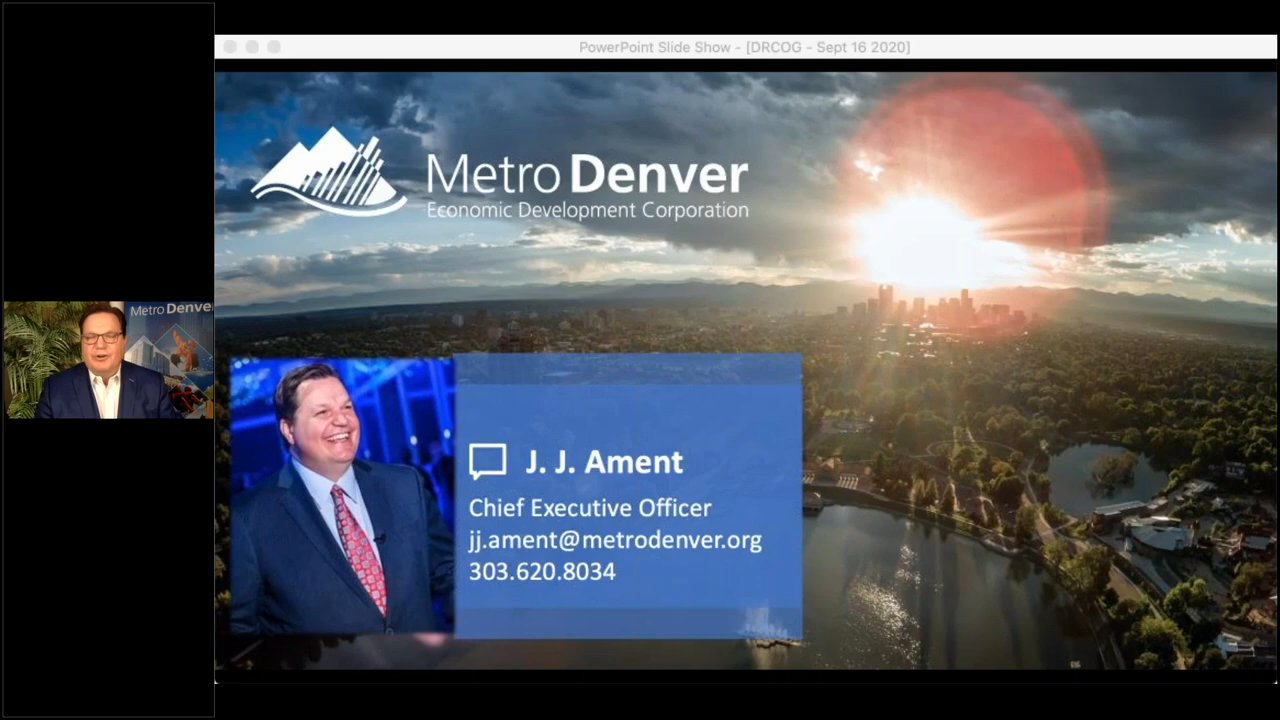 PowerPoint Slide Show - [DRCOG - Sept 16 2020]
Metro Denver
Economic Development Corporation
Metro Denve
J. J. Ament
Chief Executive Officer
jj.ament@metrodenver.org
303.620.8034